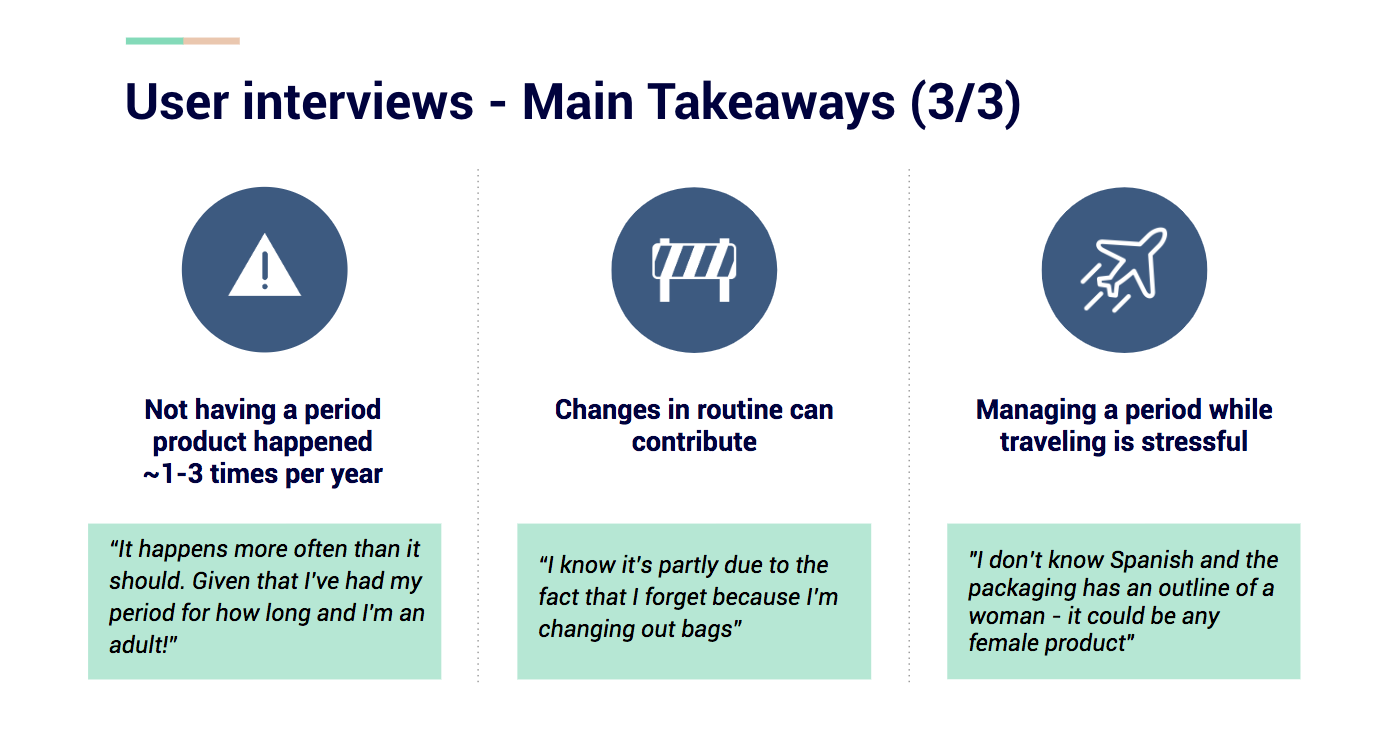 User interviews - Main Takeaways (3/3)
Not having a period
product happened
~1-3 times per year
“It happens more often than it
should. Given that I've had my
period for how long and I'm an
adult!”
Changes in routine can
contribute
“I know it's partly due to the
fact that I forget because I'm
changing out bags”
Managing a period while
traveling is stressful
"I don't know Spanish and the
packaging has an outline of a
woman - it could be any
female product"